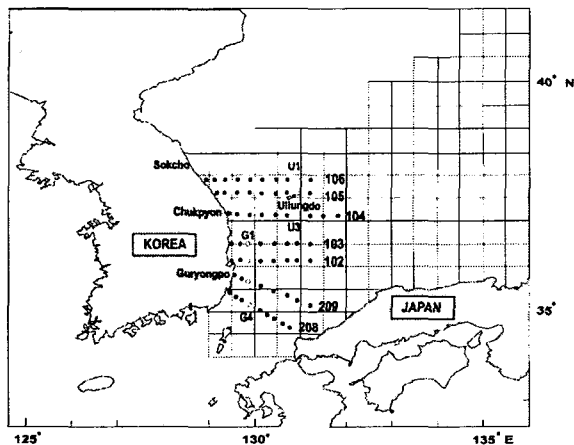 40° N
Sokcho
U1
106
105
Ullungdo
Chukpyon
104
U3
KOREA
G1
103
102
Guryongpo
209
JAPAN
35°
G4
208
125°
130°
135° E